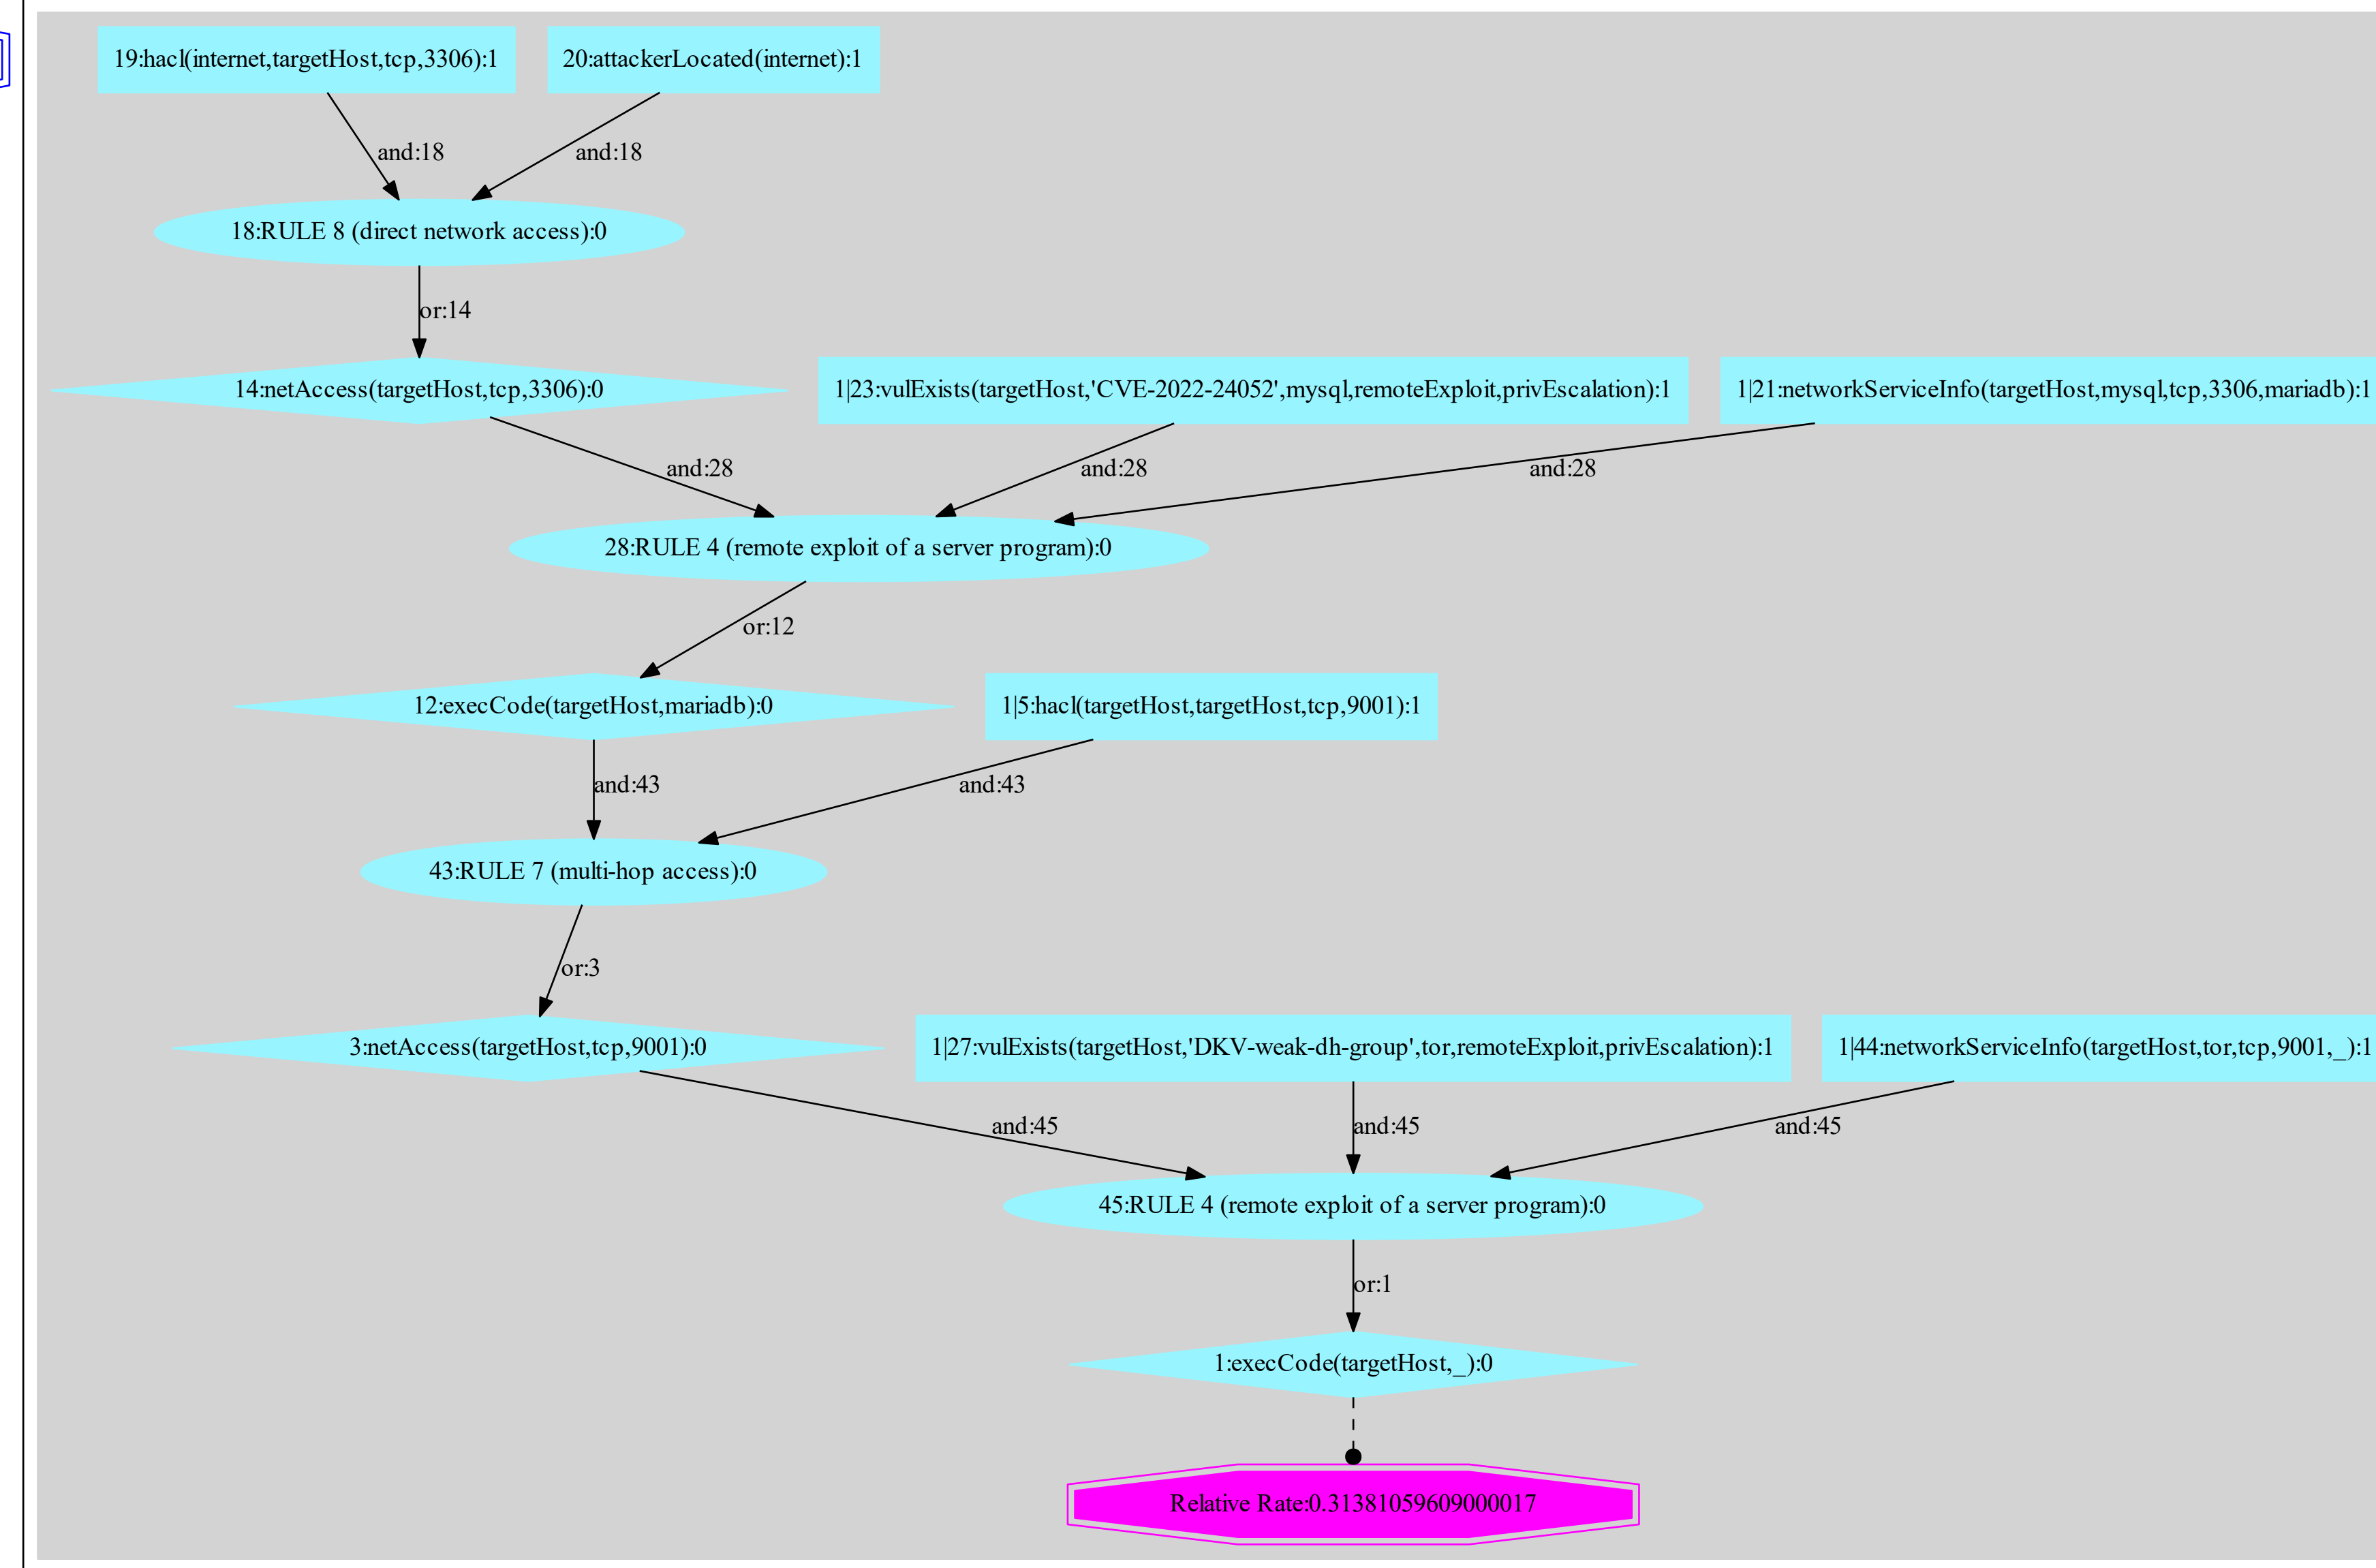 19:hacl(internet,targetHost,tcp,3306):1
20:attackerLocated(internet):1
and:18
and:18
18:RULE 8 (direct network access):0
or:14
14:netAccess(targetHost,tcp,3306):0
1|23:vulExists(targetHost,'CVE-2022-24052',mysql,remoteExploit,privEscalation):1
1|21:networkServiceInfo(targetHost,mysql,tcp,3306,mariadb):1
and:28
and:28
and:28
28:RULE 4 (remote exploit of a server program):0
or:12
12:execCode(targetHost,mariadb):0
1|5:hacl(targetHost,targetHost,tcp,9001):1
and:43
and:43
43:RULE 7 (multi-hop access):0
or:3
3:netAccess(targetHost,tcp,9001):0
1|27:vulExists(targetHost,'DKV-weak-dh-group',tor,remoteExploit,privEscalation):1
1|44:networkServiceInfo(targetHost,tor,tcp,9001,_):1
and:45
and:45
and:45
45:RULE 4 (remote exploit of a server program):0
or:1
1:execCode(targetHost,_):0
Relative Rate:0.31381059609000017